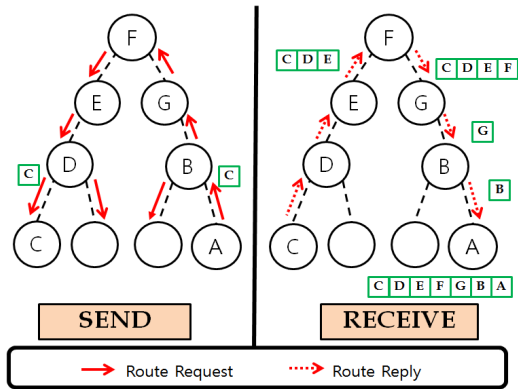 F
E
G
D
B
C
C
C
A
SEND
F
C D E
C D E F
E
G
G
D
B
B
C
A
C D E F G B A
RECEIVE
Route Request
Route Reply